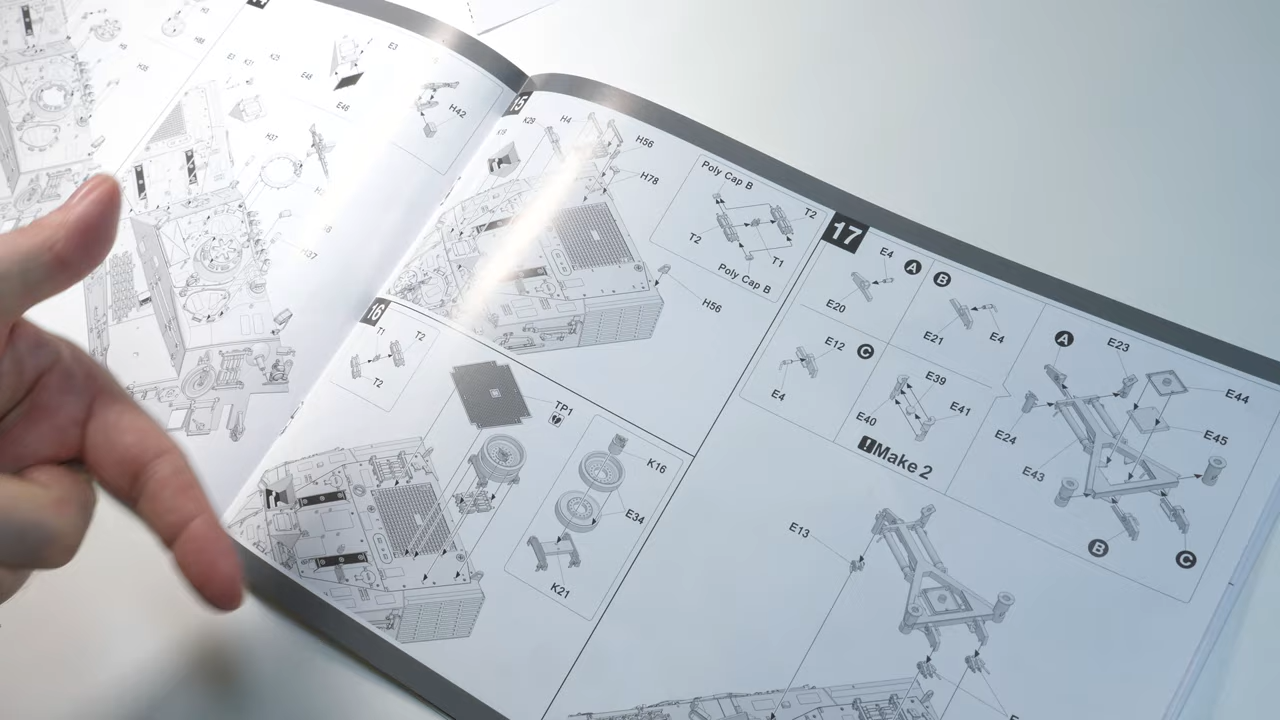 E3
H42
E48
E46
H37
15
K29
H4
H56
H78
H56
Poly Cap B
T2
T2
T1
Poly Cap B
16
T1
T2
T2
TP1
K16
E34
K21
17
E4
A
E20
B
E21
E4
E12
C
E4
E39
E40
E41
!Make 2
A
E23
E44
E24
E45
E43
B
C
E13